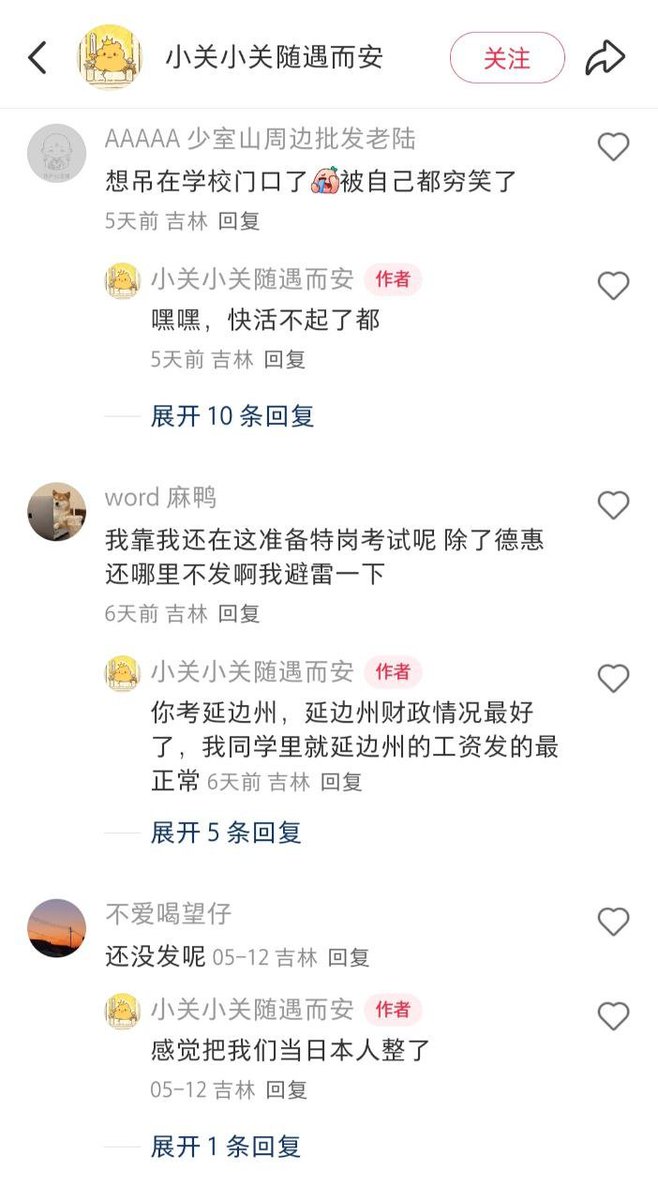 小关小关随遇而安
关注
AAAAA 少室山周边批发老陆
想吊在学校门口了被自己都穷笑了
5天前 吉林 回复
小关小关随遇而安 作者
嘿嘿，快活不起了都
5天前 吉林 回复
展开 10 条回复
word 麻鸭
我靠我还在这准备特岗考试呢 除了德惠
还哪里不发啊我避雷一下
6天前 吉林 回复
小关小关随遇而安 作者
你考延边州，延边州财政情况最好
了，我同学里就延边州的工资发的最
正常 6天前 吉林 回复
展开 5 条回复
不爱喝望仔
还没发呢 05-12 吉林 回复
小关小关随遇而安 作者
感觉把我们当日本人整了
05-12 吉林 回复
展开 1 条回复